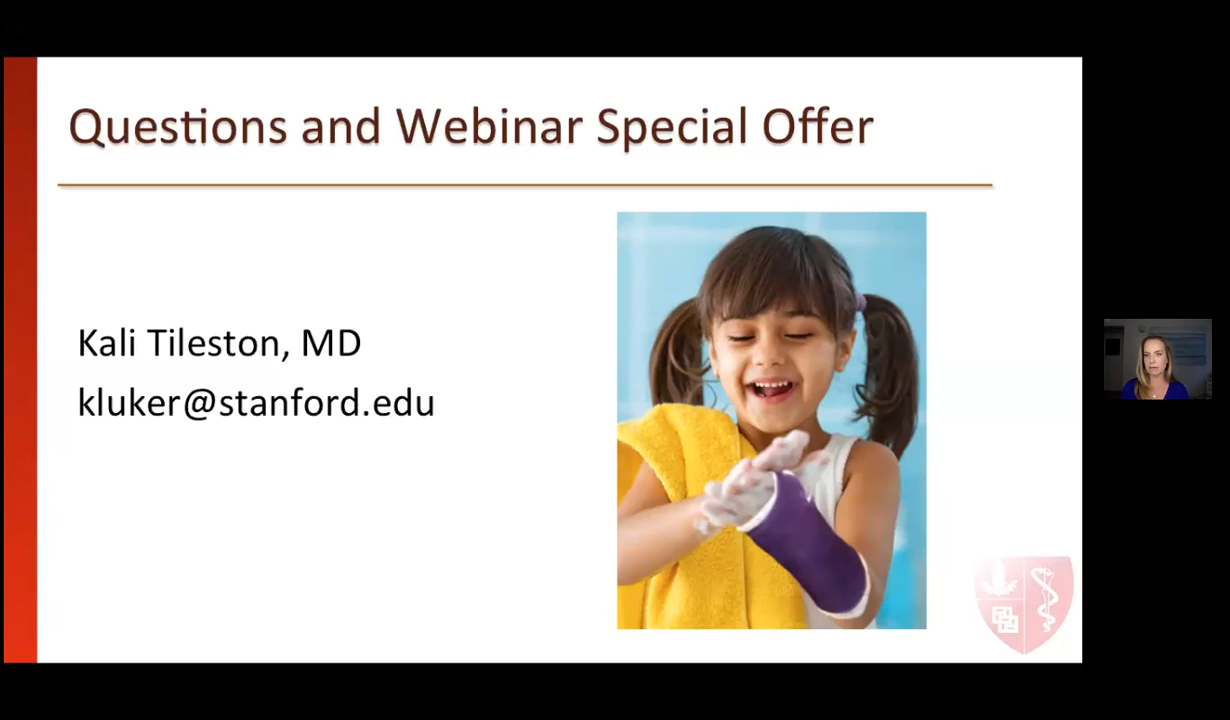 Questions and Webinar Special Offer
Kali Tileston, MD
kluker@stanford.edu